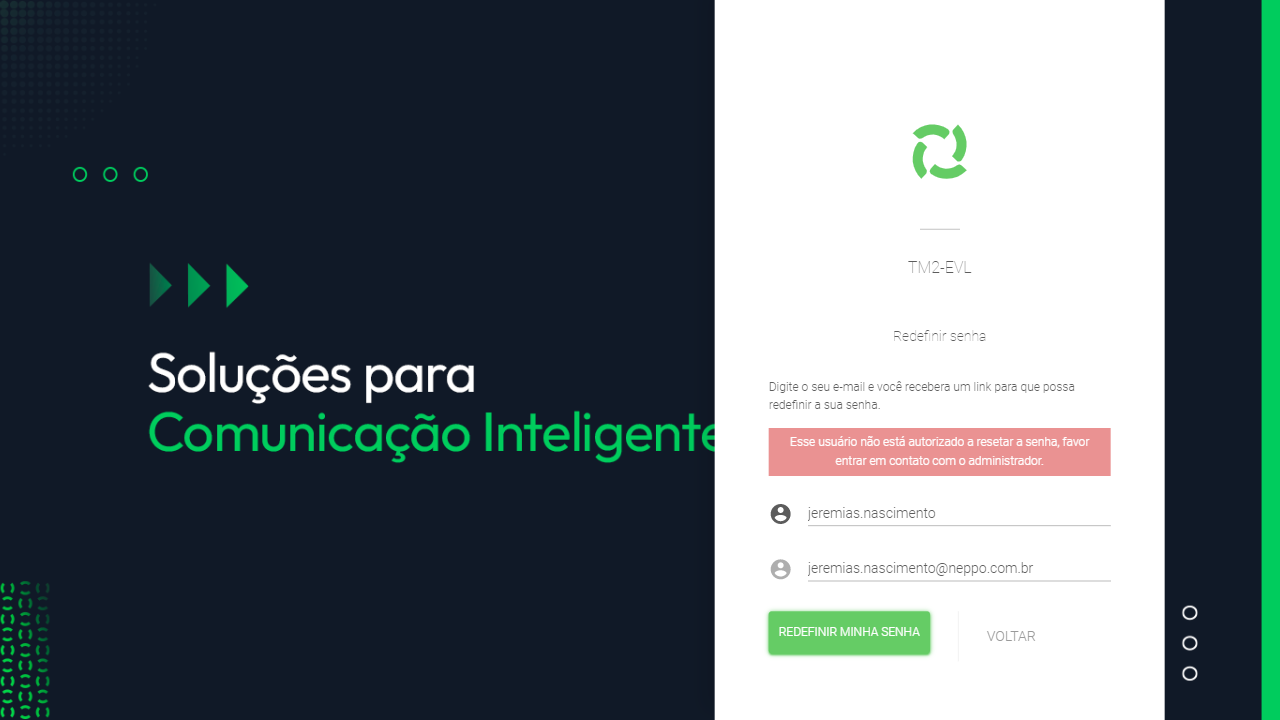 Soluções para
Comunicação Inteligente
TM2-EVL
Redefinir senha
Digite o seu e-mail e você recebera um link para que possa
redefinir a sua senha.
Esse usuário não está autorizado a resetar a senha, favor
entrar em contato com o administrador.
jeremias.nascimento
jeremias.nascimento@neppo.com.br
REDEFINIR MINHA SENHA
VOLTAR